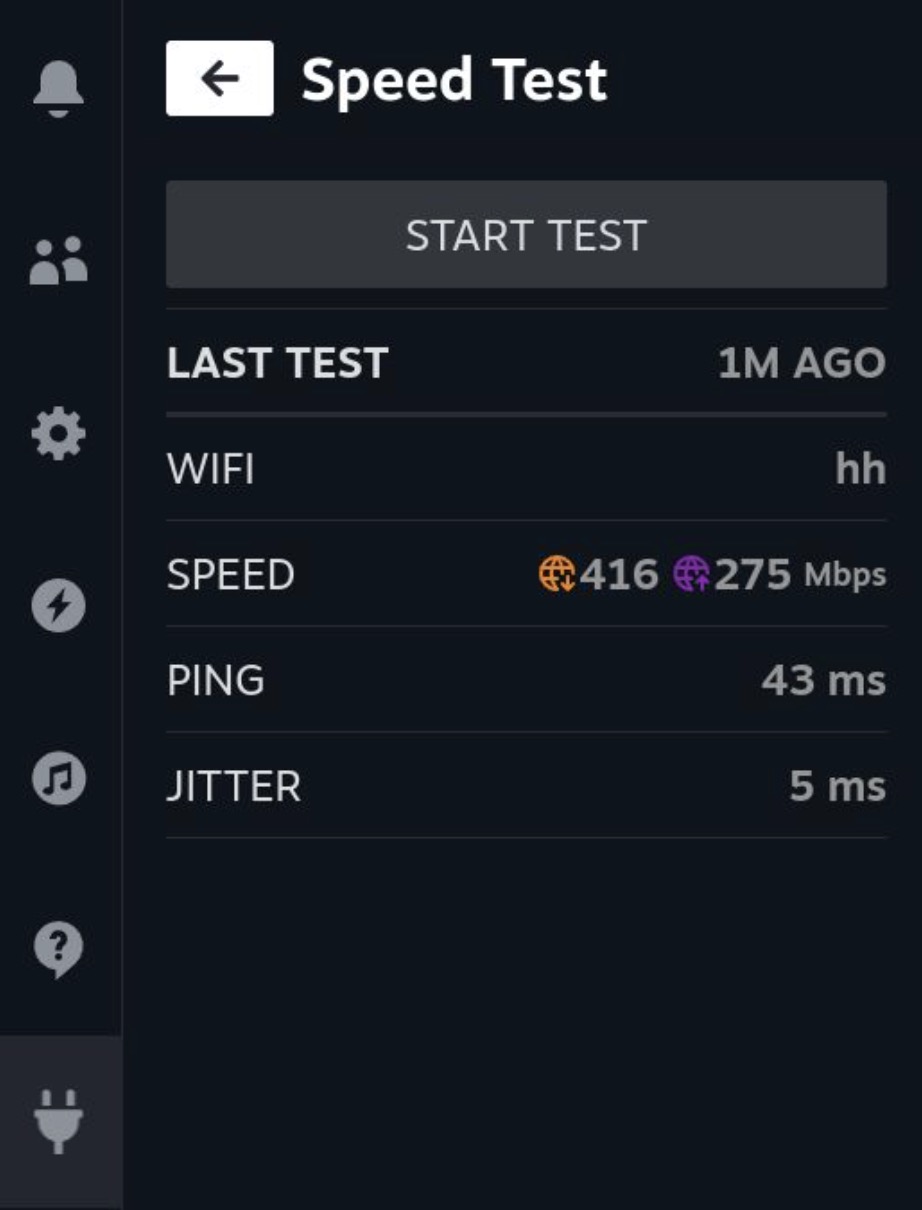 Speed Test
START TEST
LAST TEST 1M AGO
WIFI hh
SPEED 416 275 Mbps
PING 43 ms
JITTER 5 ms